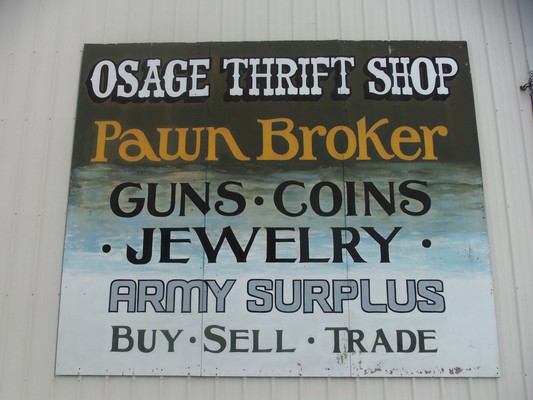 OSAGE THRIFT SHOP
Pawn Broker
GUNS · COINS
· JEWELRY ·
ARMY SURPLUS
BUY · SELL · TRADE